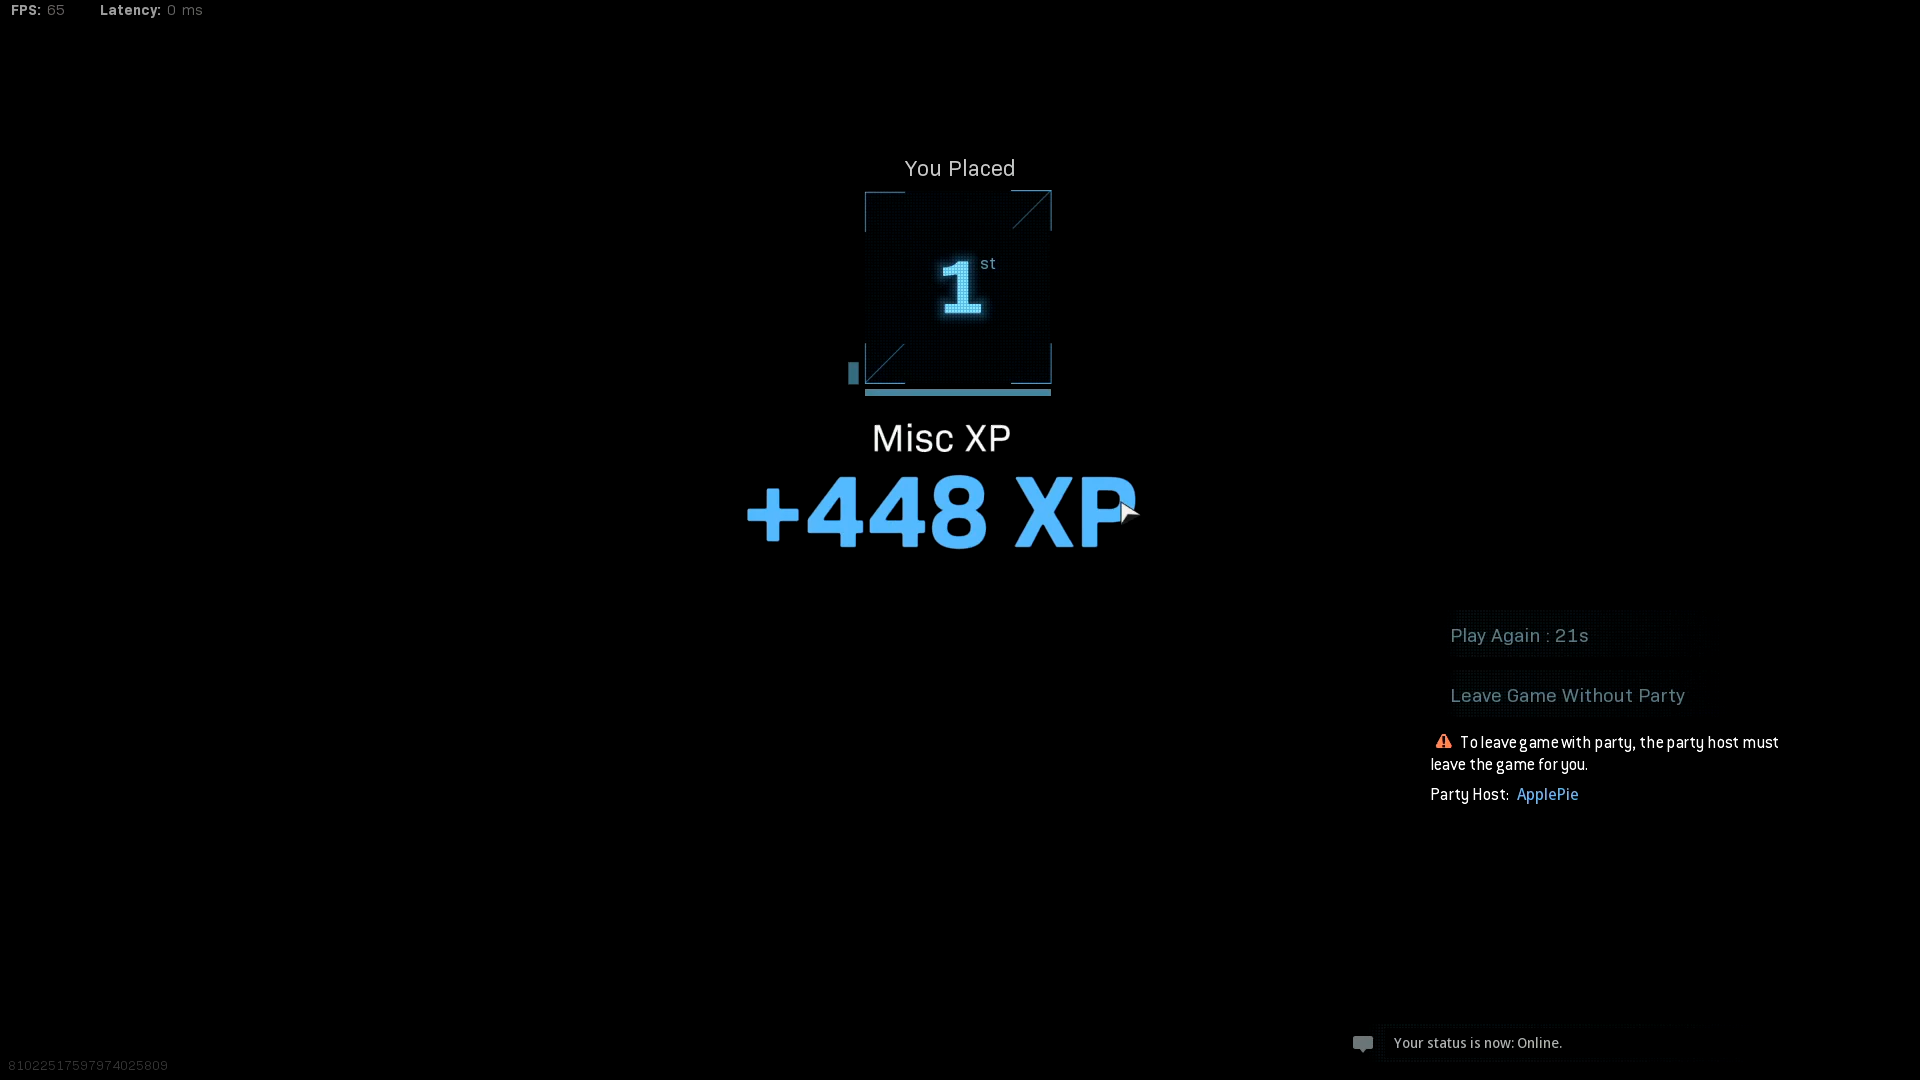 FPS: 65 Latency: 0 ms
You Placed
1st
Misc XP
+448 XP
Play Again : 21s
Leave Game Without Party
To leave game with party, the party host must
leave the game for you.
Party Host: ApplePie
Your status is now: Online.
81022517597974025809